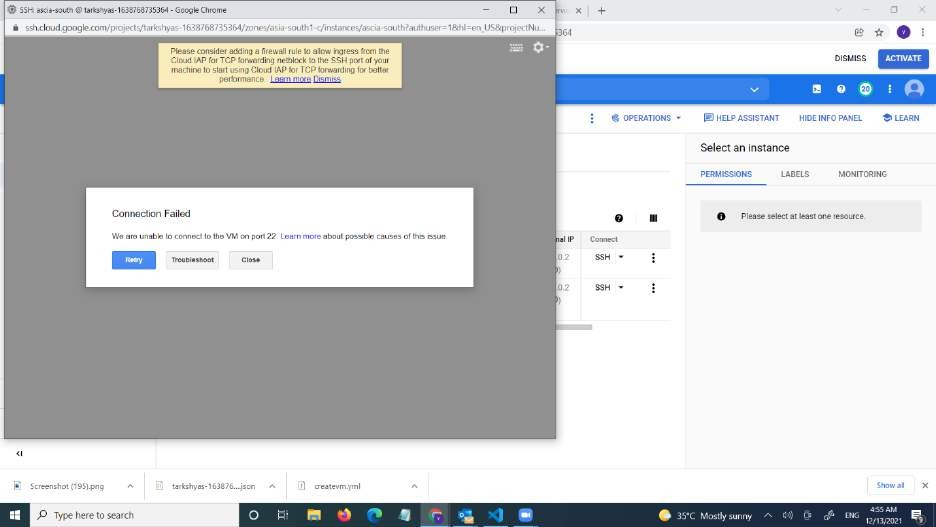 SSH: ascia-south @ tarkshyas-1638768735364 - Google Chrome
ssh.cloud.google.com/projects/tarkshyas-1638768735364/zones/asia-south1-c/instances/ascia-south?authuser=1&hl=en_US&projectNu...
5364
Please consider adding a firewall rule to allow ingress from the
Cloud IAP for TCP forwarding netblock to the SSH port of your
machine to start using Cloud IAP for TCP forwarding for better
performance. Learn more Dismiss
DISMISS
ACTIVATE
20
OPERATIONS
HELP ASSISTANT
HIDE INFO PANEL
LEARN
Select an instance
PERMISSIONS
LABELS
MONITORING
Please select at least one resource.
Connection Failed
We are unable to connect to the VM on port 22. Learn more about possible causes of this issue.
Retry
Troubleshoot
Close
nal IP
Connect
.0.2
SSH
.0.2
SSH
Screenshot (195).png
tarkshyas-163876....json
createvm.yml
Show all
Type here to search
35°C Mostly sunny
ENG
4:55 AM
12/13/2021